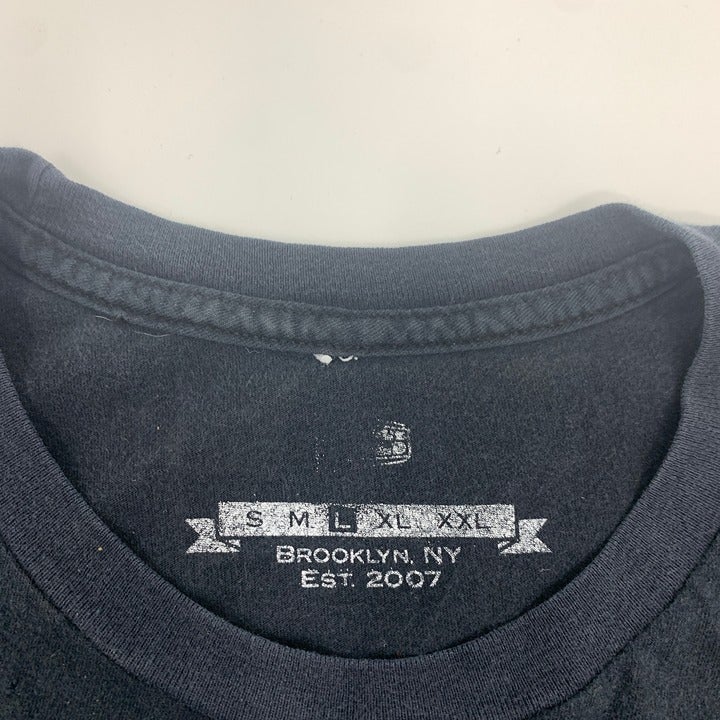 S M L XL XXL
BROOKLYN, NY
EST. 2007